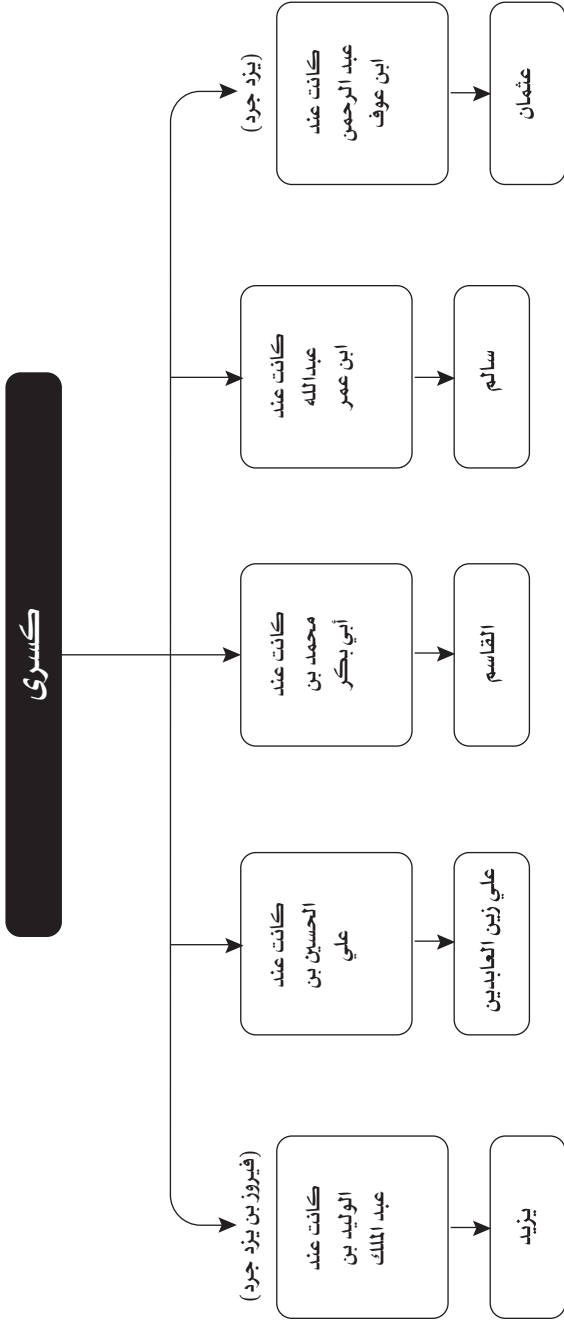 كسرى
(يزد جرد)
كانت عند
عبد الرحمن
ابن عوف
عثمان
كانت عند
عبدالله
ابن عمر
سالم
كانت عند
محمد بن
أبي بكر
القاسم
كانت عند
الحسين بن
علي
علي زين العابدين
(فيروز بن يزد جرد)
كانت عند
الوليد بن
عبد الملك
يزيد